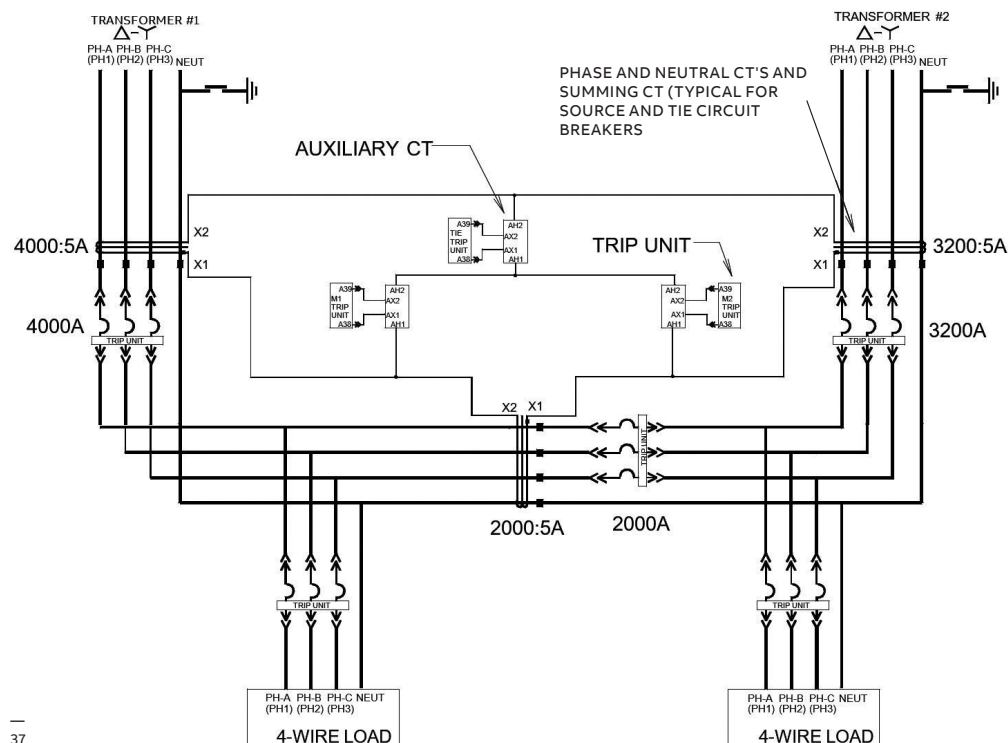 TRANSFORMER #1
PH-A PH-B PH-C
(PH1) (PH2) (PH3) NEUT
TRANSFORMER #2
PH-A PH-B PH-C
(PH1) (PH2) (PH3) NEUT
PHASE AND NEUTRAL CT'S AND
SUMMING CT (TYPICAL FOR
SOURCE AND TIE CIRCUIT
BREAKERS
AUXILIARY CT
TRIP UNIT
X2
4000:5A
X1
4000A
TRIP UNIT
A39
TIE
TRIP
UNIT
A38
AH2
AX2
AX1
AH1
A39
M1
TRIP
UNIT
A38
AH2
AX2
AX1
AH1
AH2
AX2
AX1
AH1
A39
M2
TRIP
UNIT
A38
X2
3200:5A
X1
3200A
TRIP UNIT
X2 X1
TRIP UNIT
2000:5A
2000A
TRIP UNIT
TRIP UNIT
PH-A PH-B PH-C NEUT
(PH1) (PH2) (PH3)
4-WIRE LOAD
PH-A PH-B PH-C NEUT
(PH1) (PH2) (PH3)
4-WIRE LOAD
37